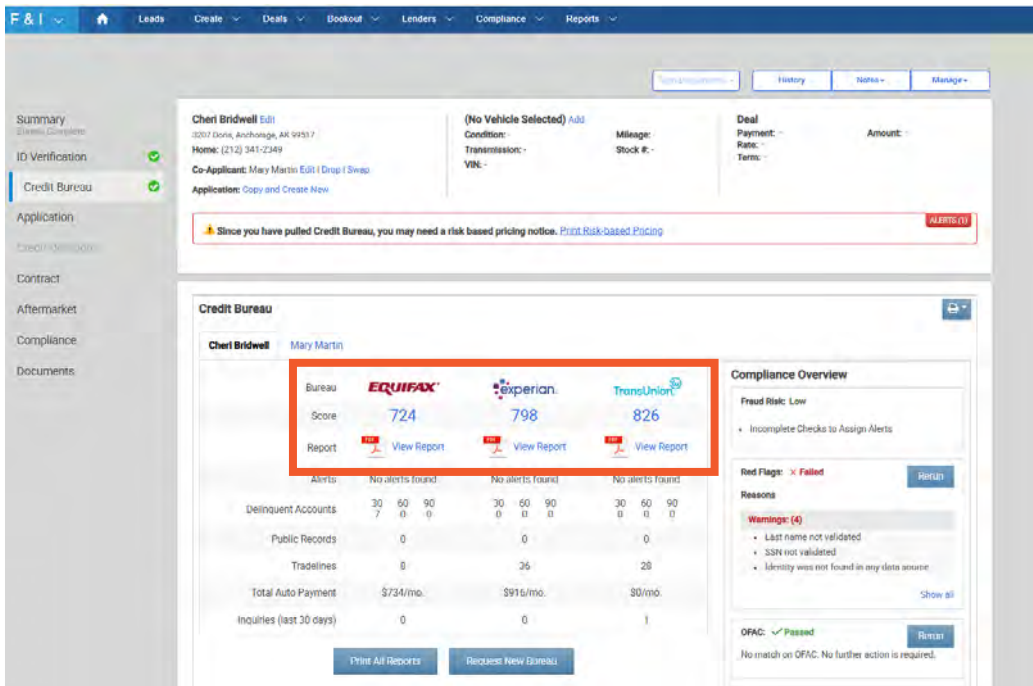 F & I Leads Create Deals Bookout Lenders Compliance Reports
History Notes Manage
Summary
ID Verification
Credit Bureau
Application
Contract
Aftermarket
Compliance
Documents
Cheri Bridwell Edit
3207 Doris, Anchorage, AK 99517
Home: (212) 341-2349
Co-Applicant: Mary Martin Edit | Drop | Swap
Application: Copy and Create New
(No Vehicle Selected) Add
Condition: -
Transmission: -
VIN: -
Mileage: -
Stock #: -
Deal
Payment: -
Rate: -
Term: -
Amount: -
ALERTS (1)
Since you have pulled Credit Bureau, you may need a risk based pricing notice. Print Risk-based Pricing
Credit Bureau
Cheri Bridwell Mary Martin
Bureau EQUIFAX experian. TransUnion
Score 724 798 826
Report View Report View Report View Report
Alerts No alerts found No alerts found No alerts found
30 60 90 30 60 90 30 60 90
Delinquent Accounts 7 0 0 0 0 0 0 0 0
Public Records 0 0 0
Tradelines 36
Total Auto Payment $734/mo. $916/mo. $0/mo.
Inquiries (last 30 days) 0 0 1
Print All Reports Request New Bureau
Compliance Overview
Fraud Risk: Low
Incomplete Checks to Assign Alerts
Red Flags: Failed Rerun
Reasons
Warnings: (4)
Last name not validated
SSN not validated
Identity was not found in any data source
Show all
OFAC: Passed Rerun
No match on OFAC. No further action is required.